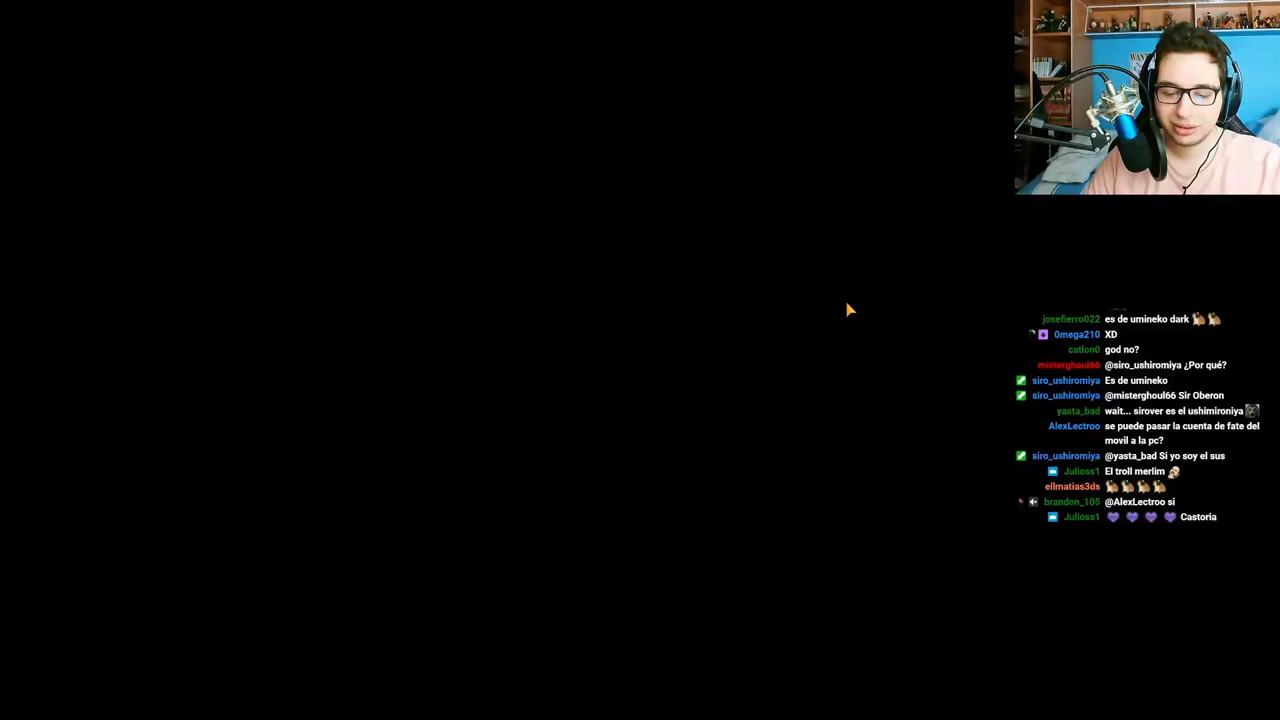 WANT
josefierro022 es de umineko dark
0mega210 XD
catlon0 god no?
misterghoul66 @siro_ushiromiya ¿Por qué?
siro_ushiromiya Es de umineko
siro_ushiromiya @misterghoul66 Sir Oberon
yasta_bad wait... sirover es el ushimironiya
AlexLectroo se puede pasar la cuenta de fate del
movil a la pc?
siro_ushiromiya @yasta_bad Si yo soy el sus
Julioss1 El troll merlim
ellmatias3ds
brandon_105 @AlexLectroo si
Julioss1 Castoria